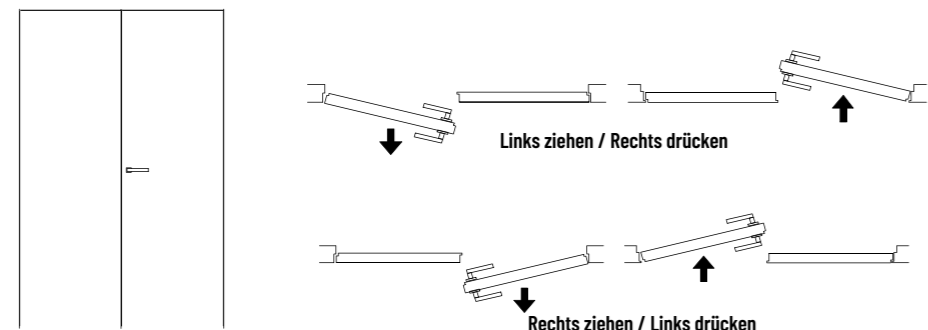 Links ziehen / Rechts drücken
Rechts ziehen / Links drücken